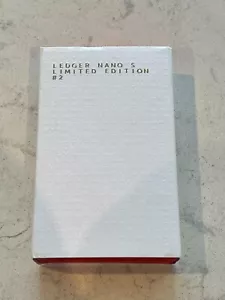 LEDGER NANO S
LIMITED EDITION
#2